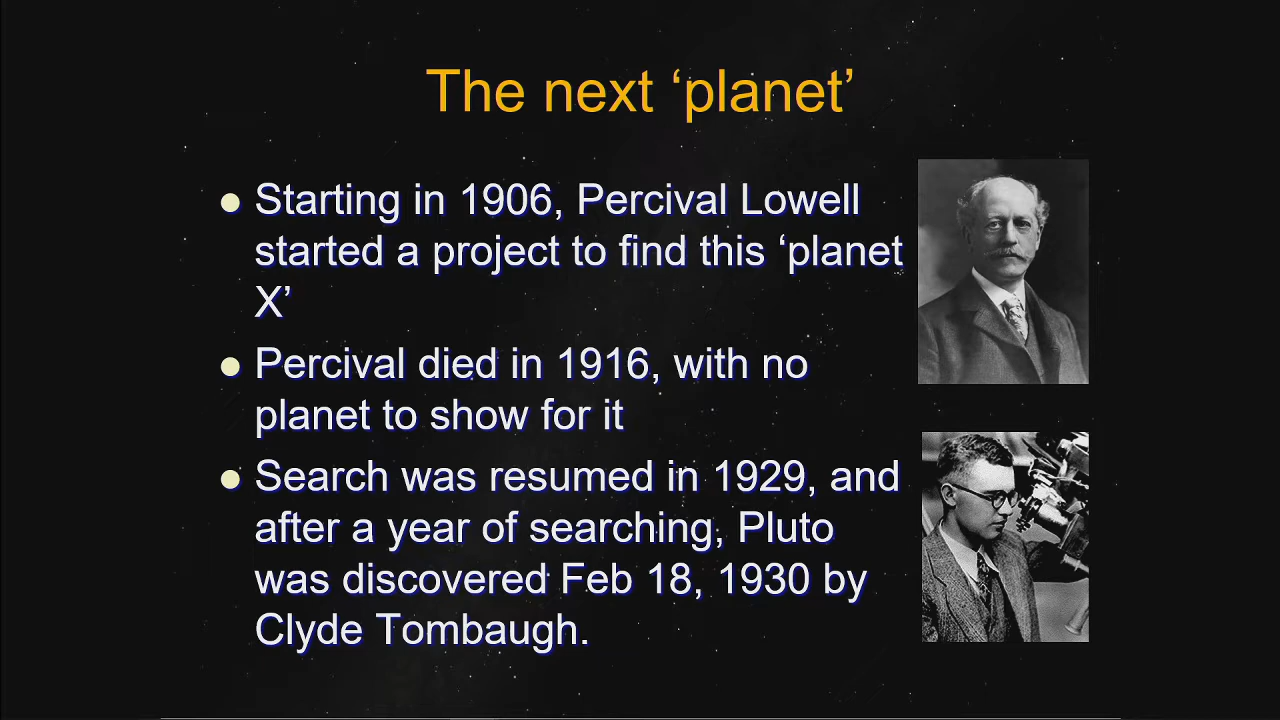 The next ‘planet’
Starting in 1906, Percival Lowell
started a project to find this ‘planet
X’
Percival died in 1916, with no
planet to show for it
Search was resumed in 1929, and
after a year of searching, Pluto
was discovered Feb 18, 1930 by
Clyde Tombaugh.